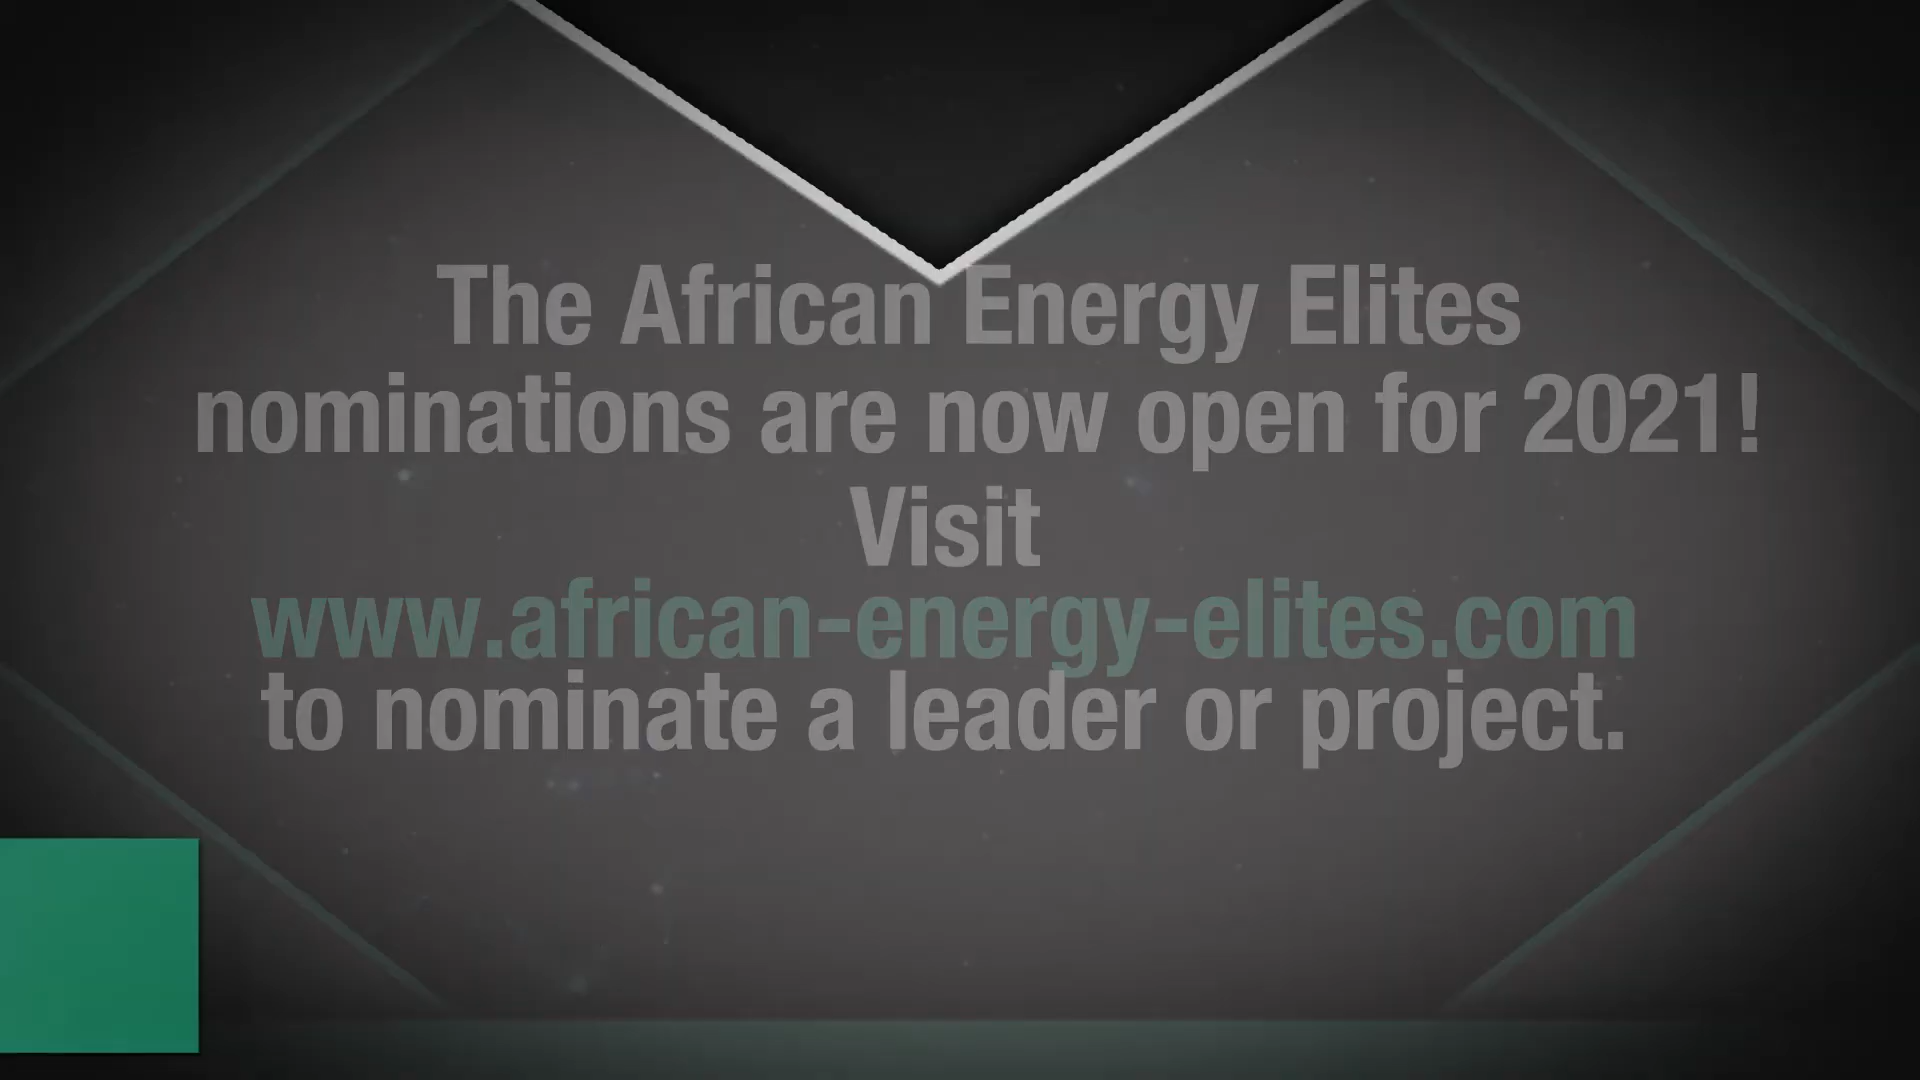 The African Energy Elites
nominations are now open for 2021!
Visit
www.african-energy-elites.com
to nominate a leader or project.